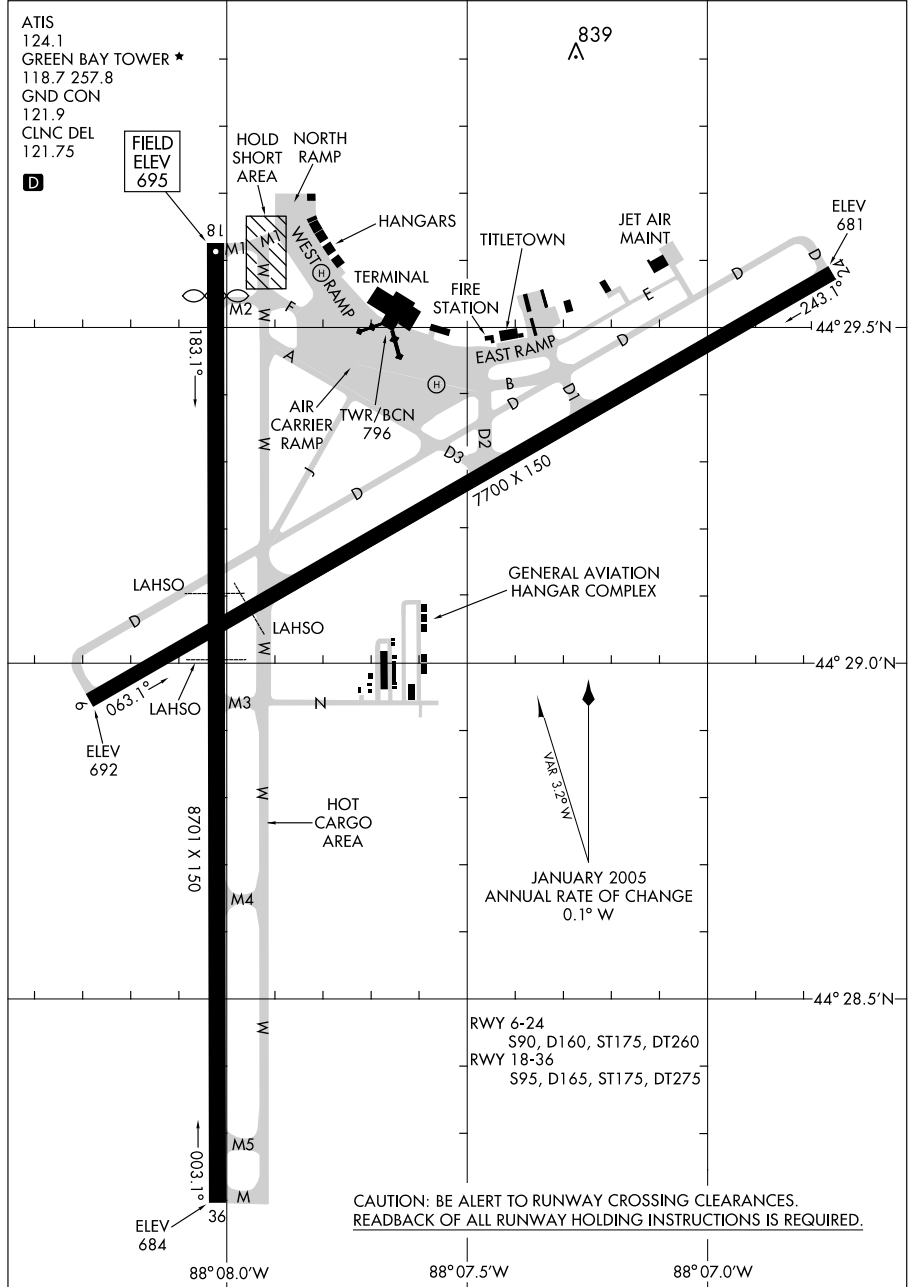 ATIS
124.1
GREEN BAY TOWER ★
118.7 257.8
GND CON
121.9
CLNC DEL
121.75
D
839
FIELD
ELEV
695
HOLD
SHORT
AREA
NORTH
RAMP
HANGARS
TITLETOWN
JET AIR
MAINT
ELEV
681
18
M1
M1
W
WEST RAMP
H
TERMINAL
FIRE
STATION
E
D
D
24
243.1°
M2
W
F
44° 29.5'N
183.1°
A
EAST RAMP
D
H
B
D
D1
AIR
CARRIER
RAMP
TWR/BCN
796
W
D3
D2
J
D
7700 X 150
LAHSO
GENERAL AVIATION
HANGAR COMPLEX
D
LAHSO
W
44° 29.0'N
6
063.1°
LAHSO
M3
N
ELEV
692
VAR 3.2° W
W
HOT
CARGO
AREA
8701 X 150
JANUARY 2005
ANNUAL RATE OF CHANGE
0.1° W
M4
44° 28.5'N
W
RWY 6-24
S90, D160, ST175, DT260
RWY 18-36
S95, D165, ST175, DT275
003.1°
M5
M
36
ELEV
684
CAUTION: BE ALERT TO RUNWAY CROSSING CLEARANCES.
READBACK OF ALL RUNWAY HOLDING INSTRUCTIONS IS REQUIRED.
88° 08.0'W
88° 07.5'W
88° 07.0'W